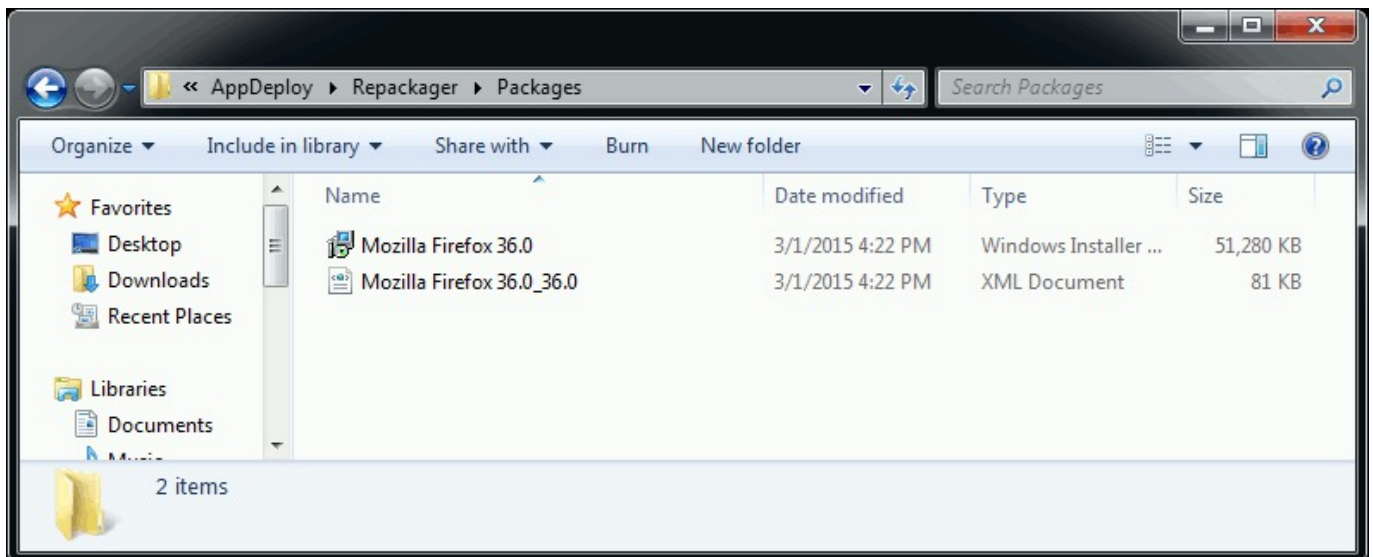 « AppDeploy ▸ Repackager ▸ Packages
Search Packages
Organize Include in library Share with Burn New folder
Name Date modified Type Size
Mozilla Firefox 36.0 3/1/2015 4:22 PM Windows Installer ... 51,280 KB
Mozilla Firefox 36.0_36.0 3/1/2015 4:22 PM XML Document 81 KB
Favorites
Desktop
Downloads
Recent Places
Libraries
Documents
Music
2 items